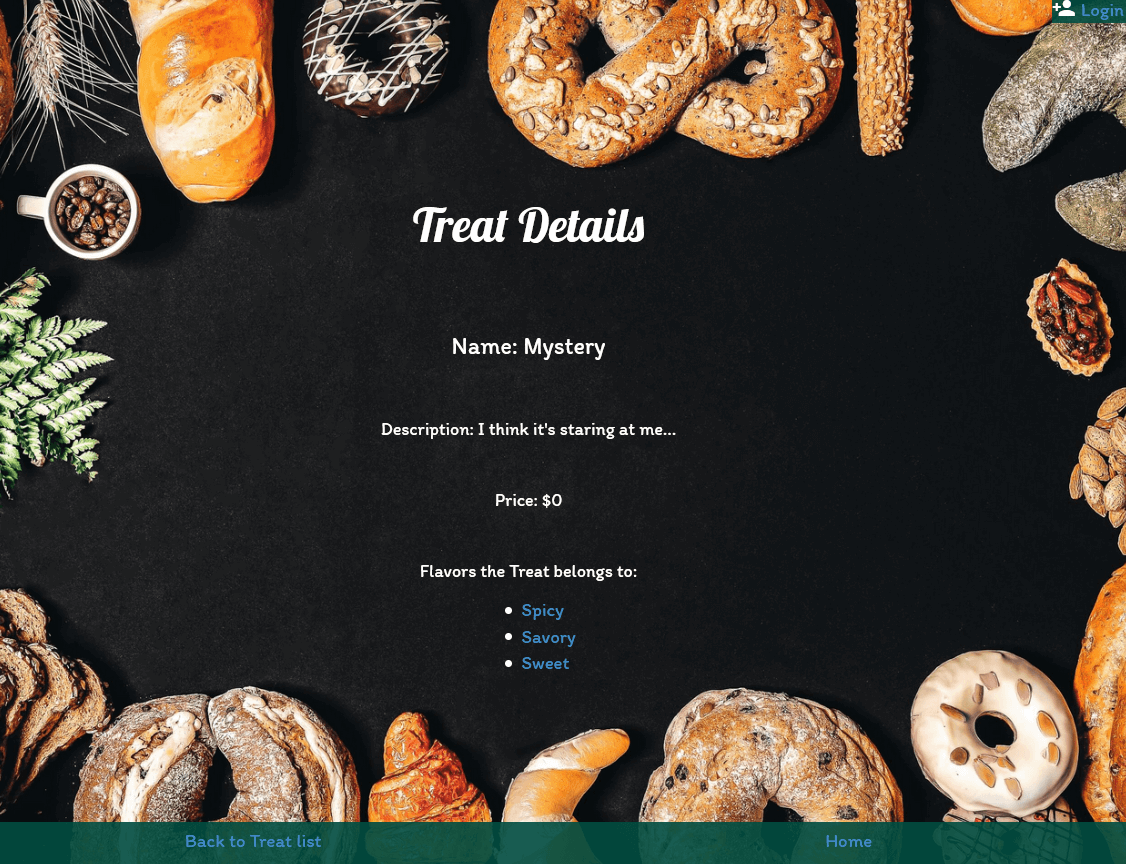 Login
Treat Details
Name: Mystery
Description: I think it's staring at me...
Price: $0
Flavors the Treat belongs to:
Spicy
Savory
Sweet
Back to Treat list
Home